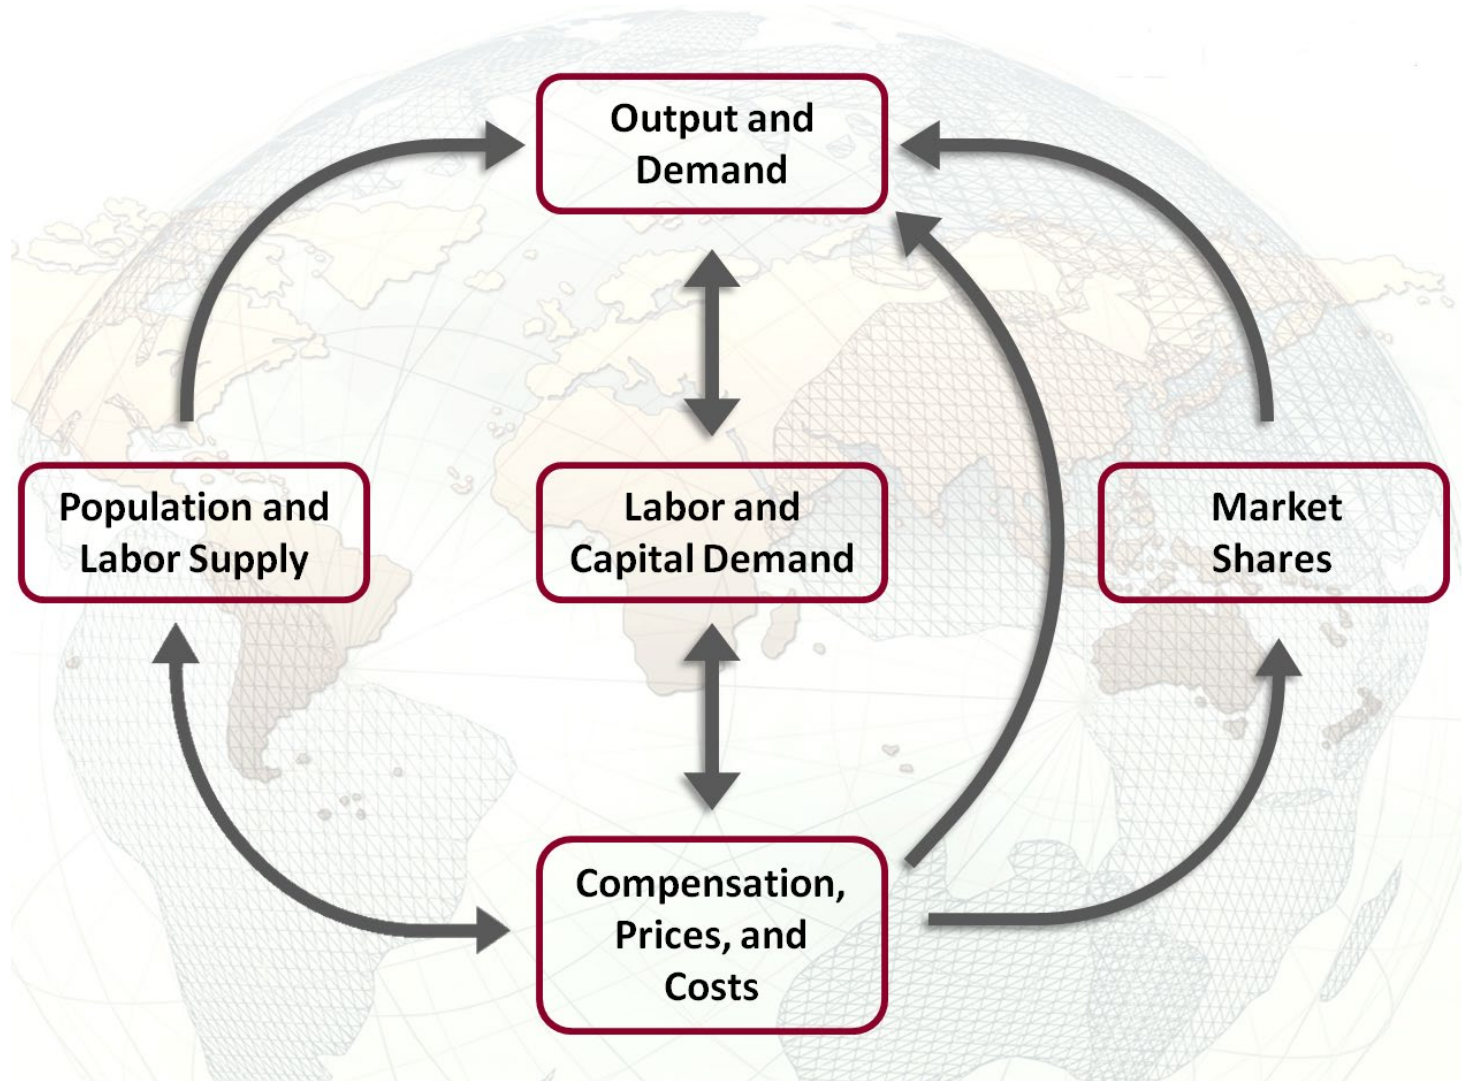 Output and
Demand
Population and
Labor Supply
Labor and
Capital Demand
Market
Shares
Compensation,
Prices, and
Costs